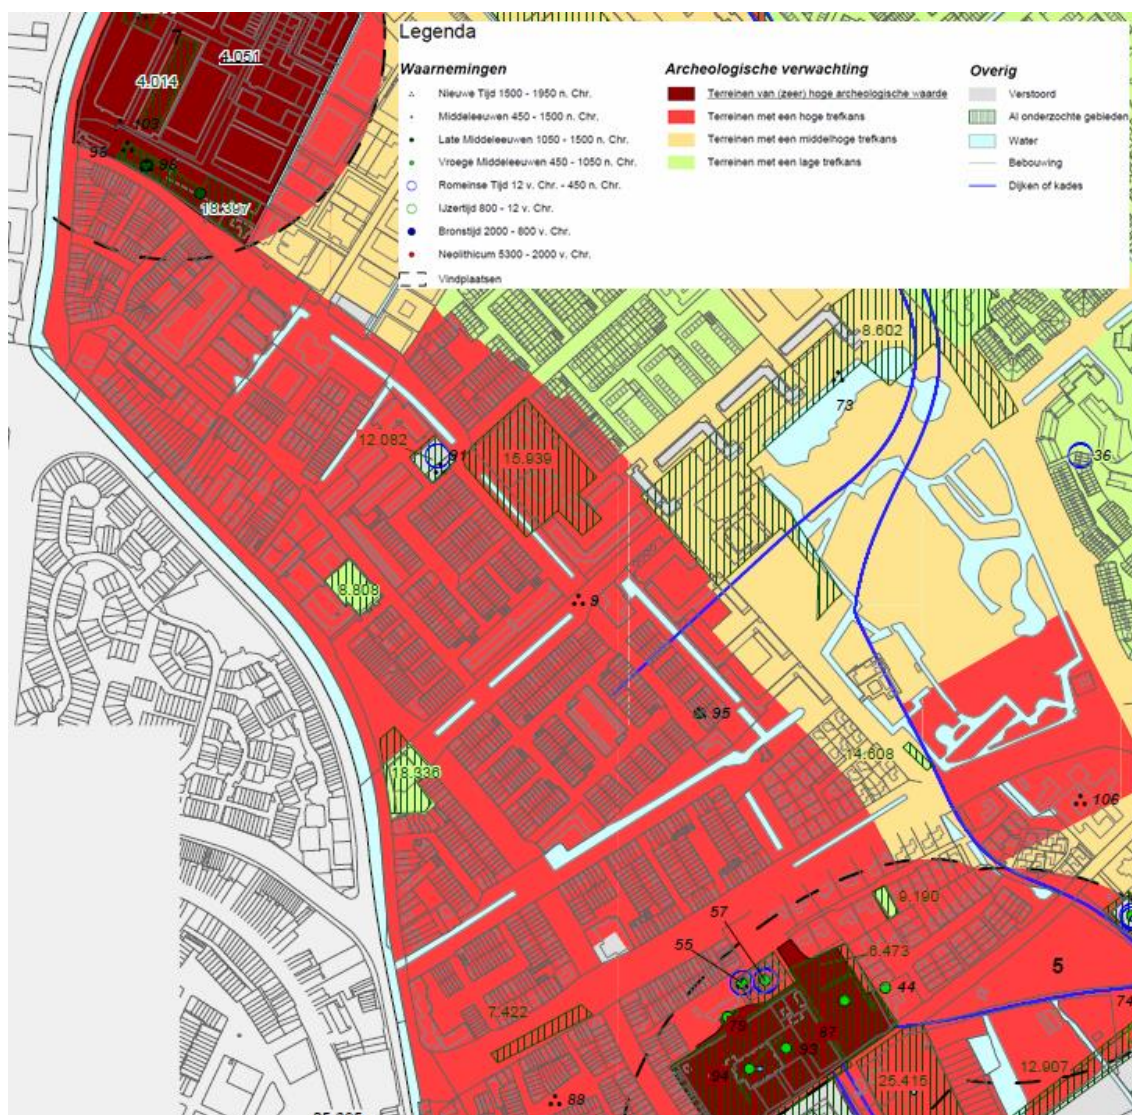 Legenda
Waarnemingen
Nieuwe Tijd 1500 - 1950 n. Chr.
Middeleeuwen 450 - 1500 n. Chr.
Late Middeleeuwen 1050 - 1500 n. Chr.
Vroege Middeleeuwen 450 - 1050 n. Chr.
Romeinse Tijd 12 v. Chr. - 450 n. Chr.
IJzertijd 800 - 12 v. Chr.
Bronstijd 2000 - 800 v. Chr.
Neolithicum 5300 - 2000 v. Chr.
Vindplaatsen
Archeologische verwachting
Terreinen van (zeer) hoge archeologische waarde
Terreinen met een hoge trefkans
Terreinen met een middelhoge trefkans
Terreinen met een lage trefkans
Overig
Verstoord
Al onderzochte gebieden
Water
Bebouwing
Dijken of kades
4.051
4.014
103
98
96
18.397
8.602
73
12.082
91
15.939
36
8.808
9
95
18.336
14.608
106
9.190
57
55
6.473
5
44
7.422
79
87
93
94
74
12.907
25.415
88